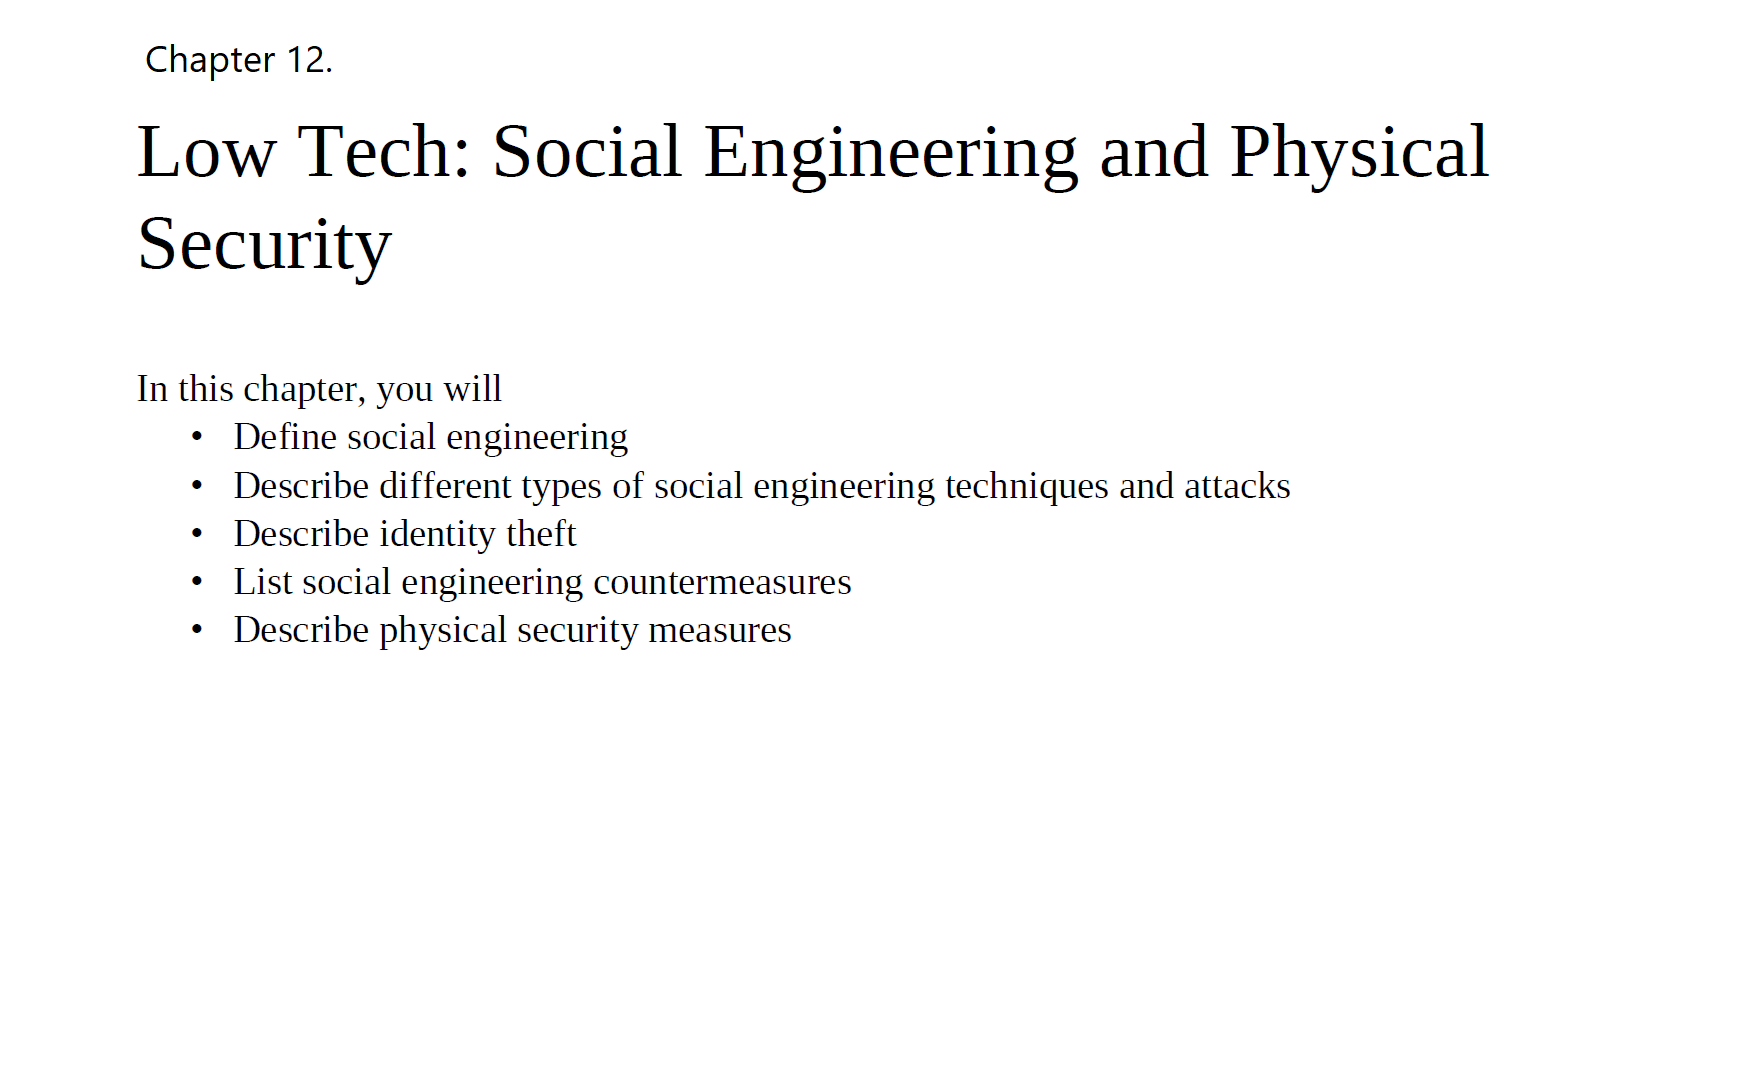 Chapter 12.
Low Tech: Social Engineering and Physical
Security
In this chapter, you will
• Define social engineering
• Describe different types of social engineering techniques and attacks
• Describe identity theft
• List social engineering countermeasures
• Describe physical security measures